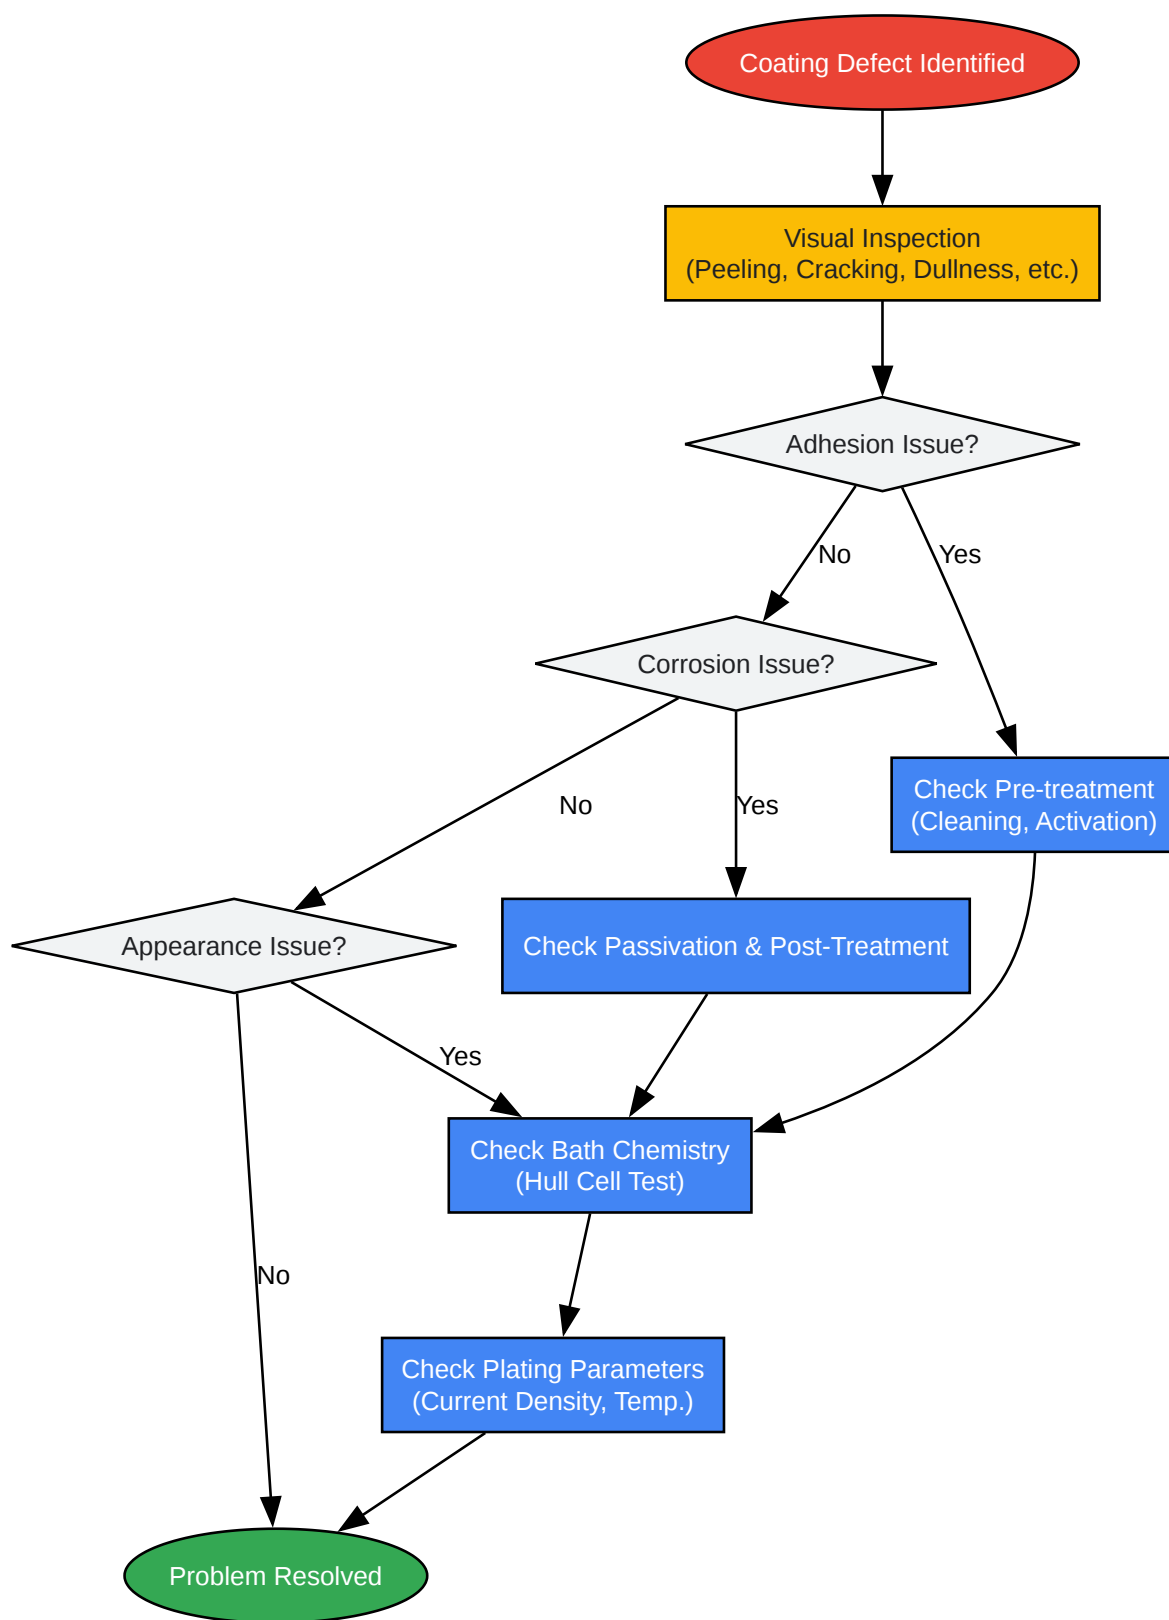 Coating Defect Identified
Visual Inspection
(Peeling, Cracking, Dullness, etc.)
Adhesion Issue?
No
Yes
Corrosion Issue?
Check Pre-treatment
(Cleaning, Activation)
No
Yes
Appearance Issue?
Check Passivation & Post-Treatment
Yes
Check Bath Chemistry
(Hull Cell Test)
No
Check Plating Parameters
(Current Density, Temp.)
Problem Resolved